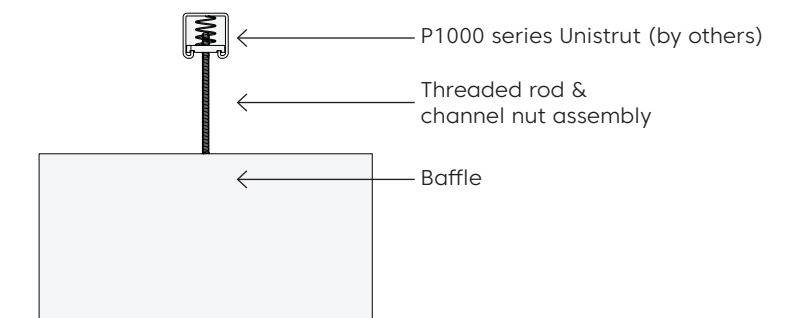 P1000 series Unistrut (by others)
Threaded rod &
channel nut assembly
Baffle